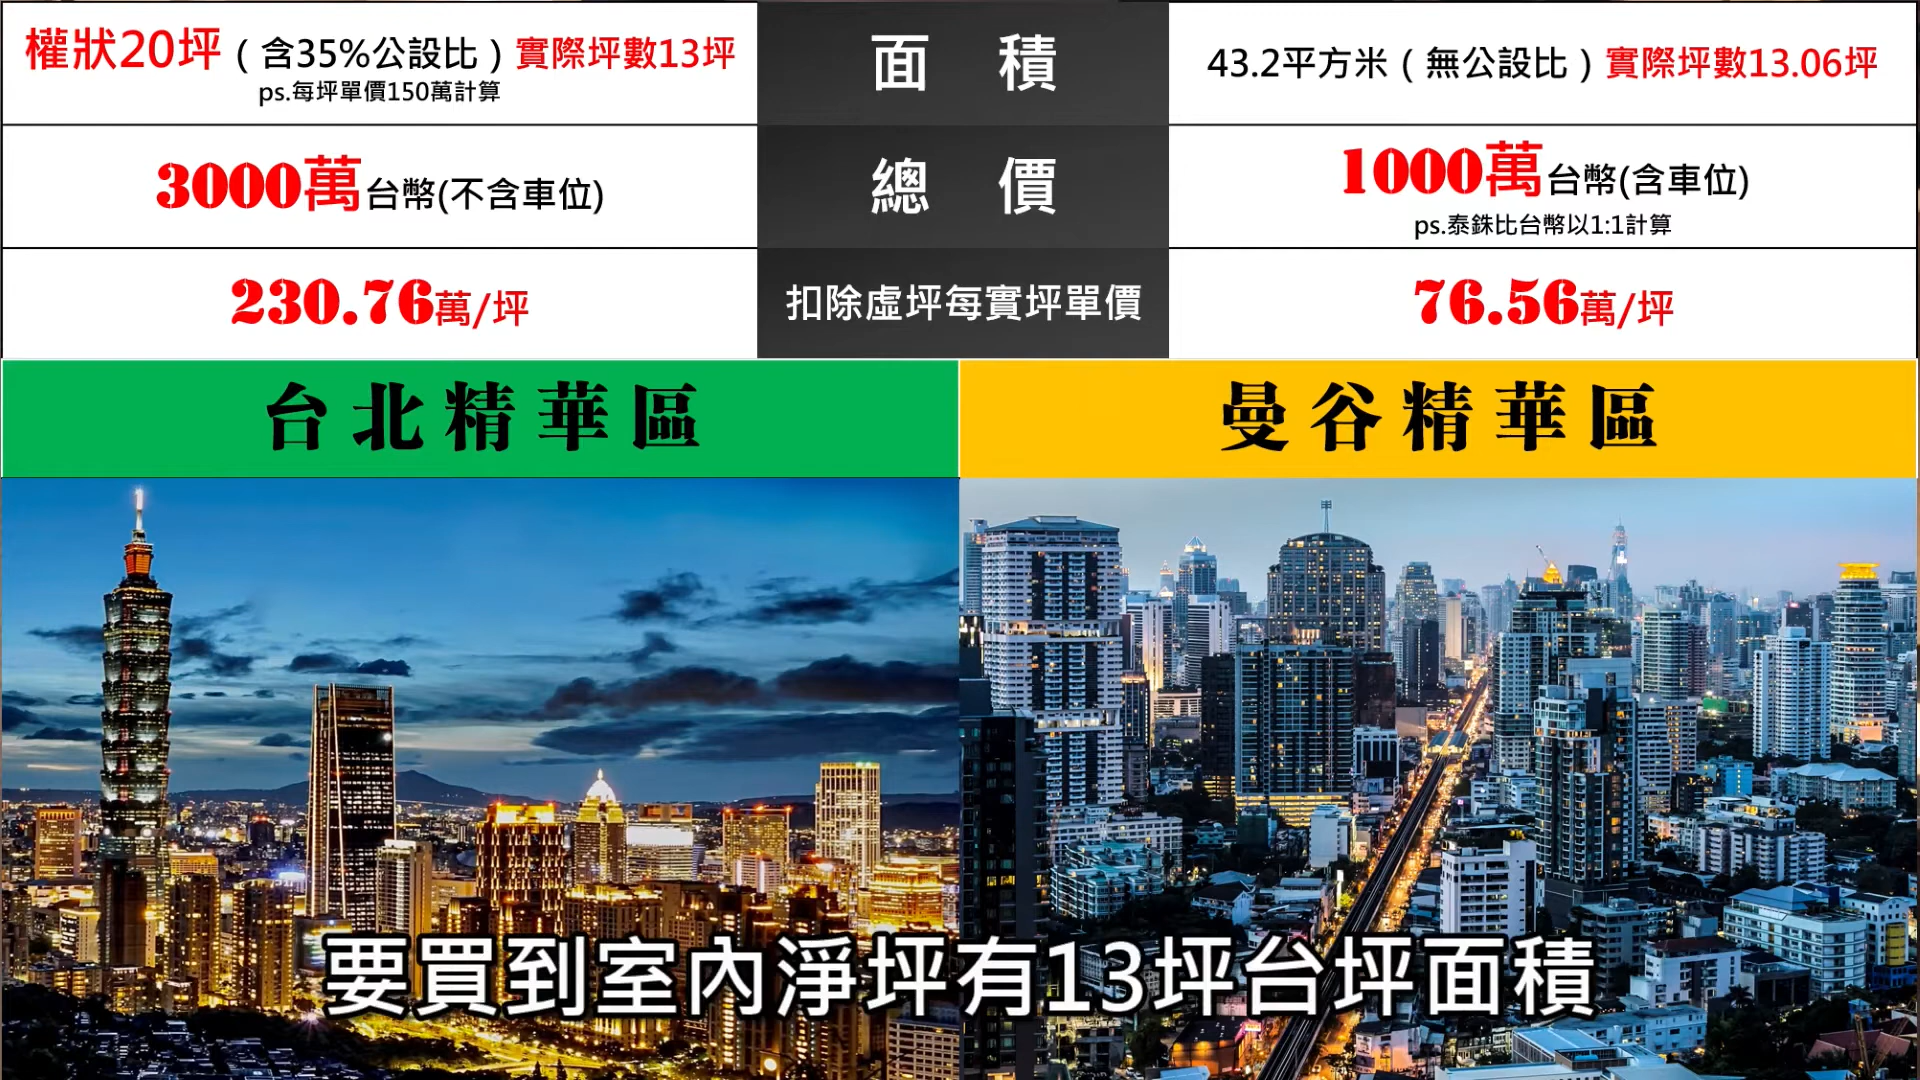 權狀20坪（含35%公設比）實際坪數13坪
ps.每坪單價150萬計算
面 積
43.2平方米（無公設比）實際坪數13.06坪
3000萬台幣(不含車位)
總 價
1000萬台幣(含車位)
ps.泰銖比台幣以1:1計算
230.76萬/坪
扣除虛坪每實坪單價
76.56萬/坪
台北精華區
曼谷精華區
要買到室內淨坪有13坪台坪面積